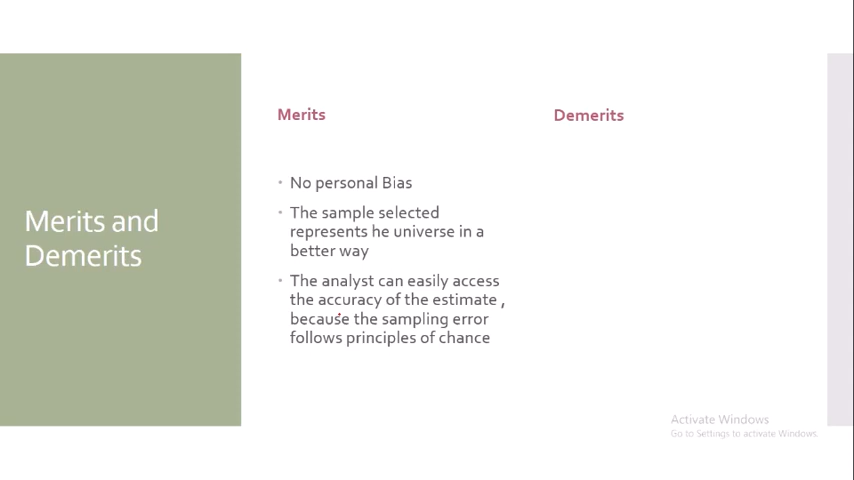 Merits and
Demerits
Merits
No personal Bias
The sample selected
represents he universe in a
better way
The analyst can easily access
the accuracy of the estimate ,
because the sampling error
follows principles of chance
Demerits
Activate Windows
Go to Settings to activate Windows.